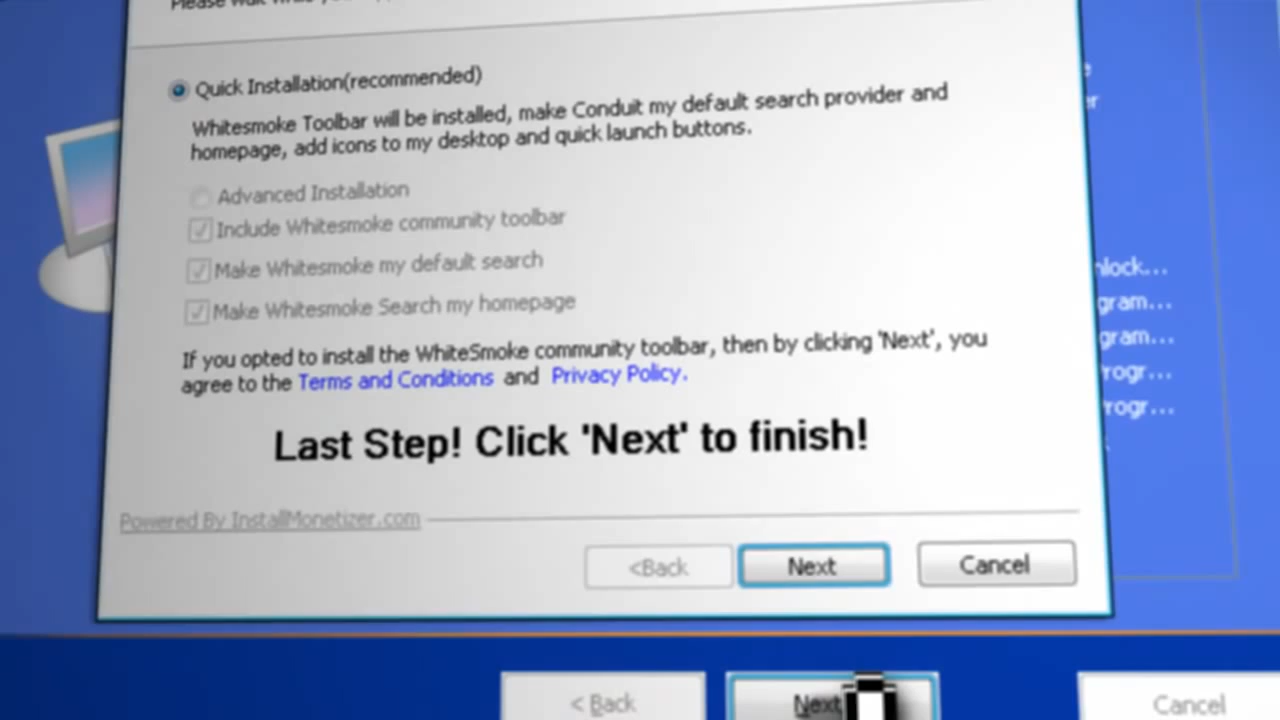 Please
Quick Installation(recommended)
Whitesmoke Toolbar will be installed, make Conduit my default search provider and
homepage, add icons to my desktop and quick launch buttons.
Advanced Installation
Include Whitesmoke community toolbar
Make Whitesmoke my default search
Make Whitesmoke Search my homepage
If you opted to install the WhiteSmoke community toolbar, then by clicking 'Next', you
agree to the Terms and Conditions and Privacy Policy.
Last Step! Click 'Next' to finish!
Powered By InstallMonetizer.com
<Back Next Cancel
< Back Next Cancel